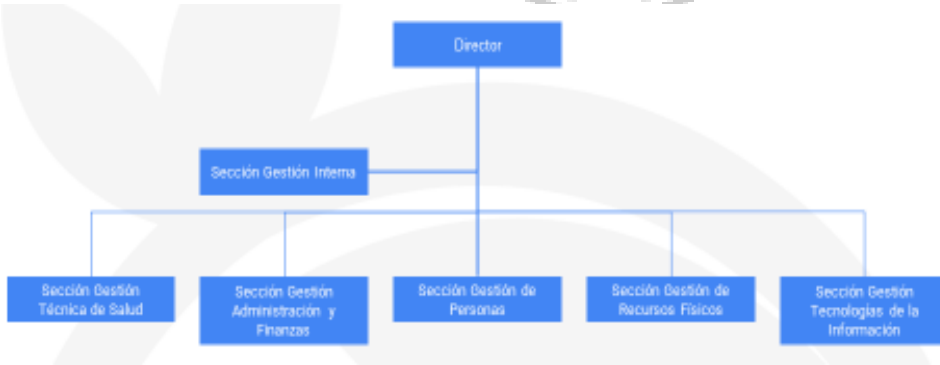 Director
Sección Gestión Interna
Sección Gestión
Técnica de Salud
Sección Gestión
Administración y
Finanzas
Sección Gestión de
Personas
Sección Gestión de
Recursos Físicos
Sección Gestión
Tecnologías de la
Información